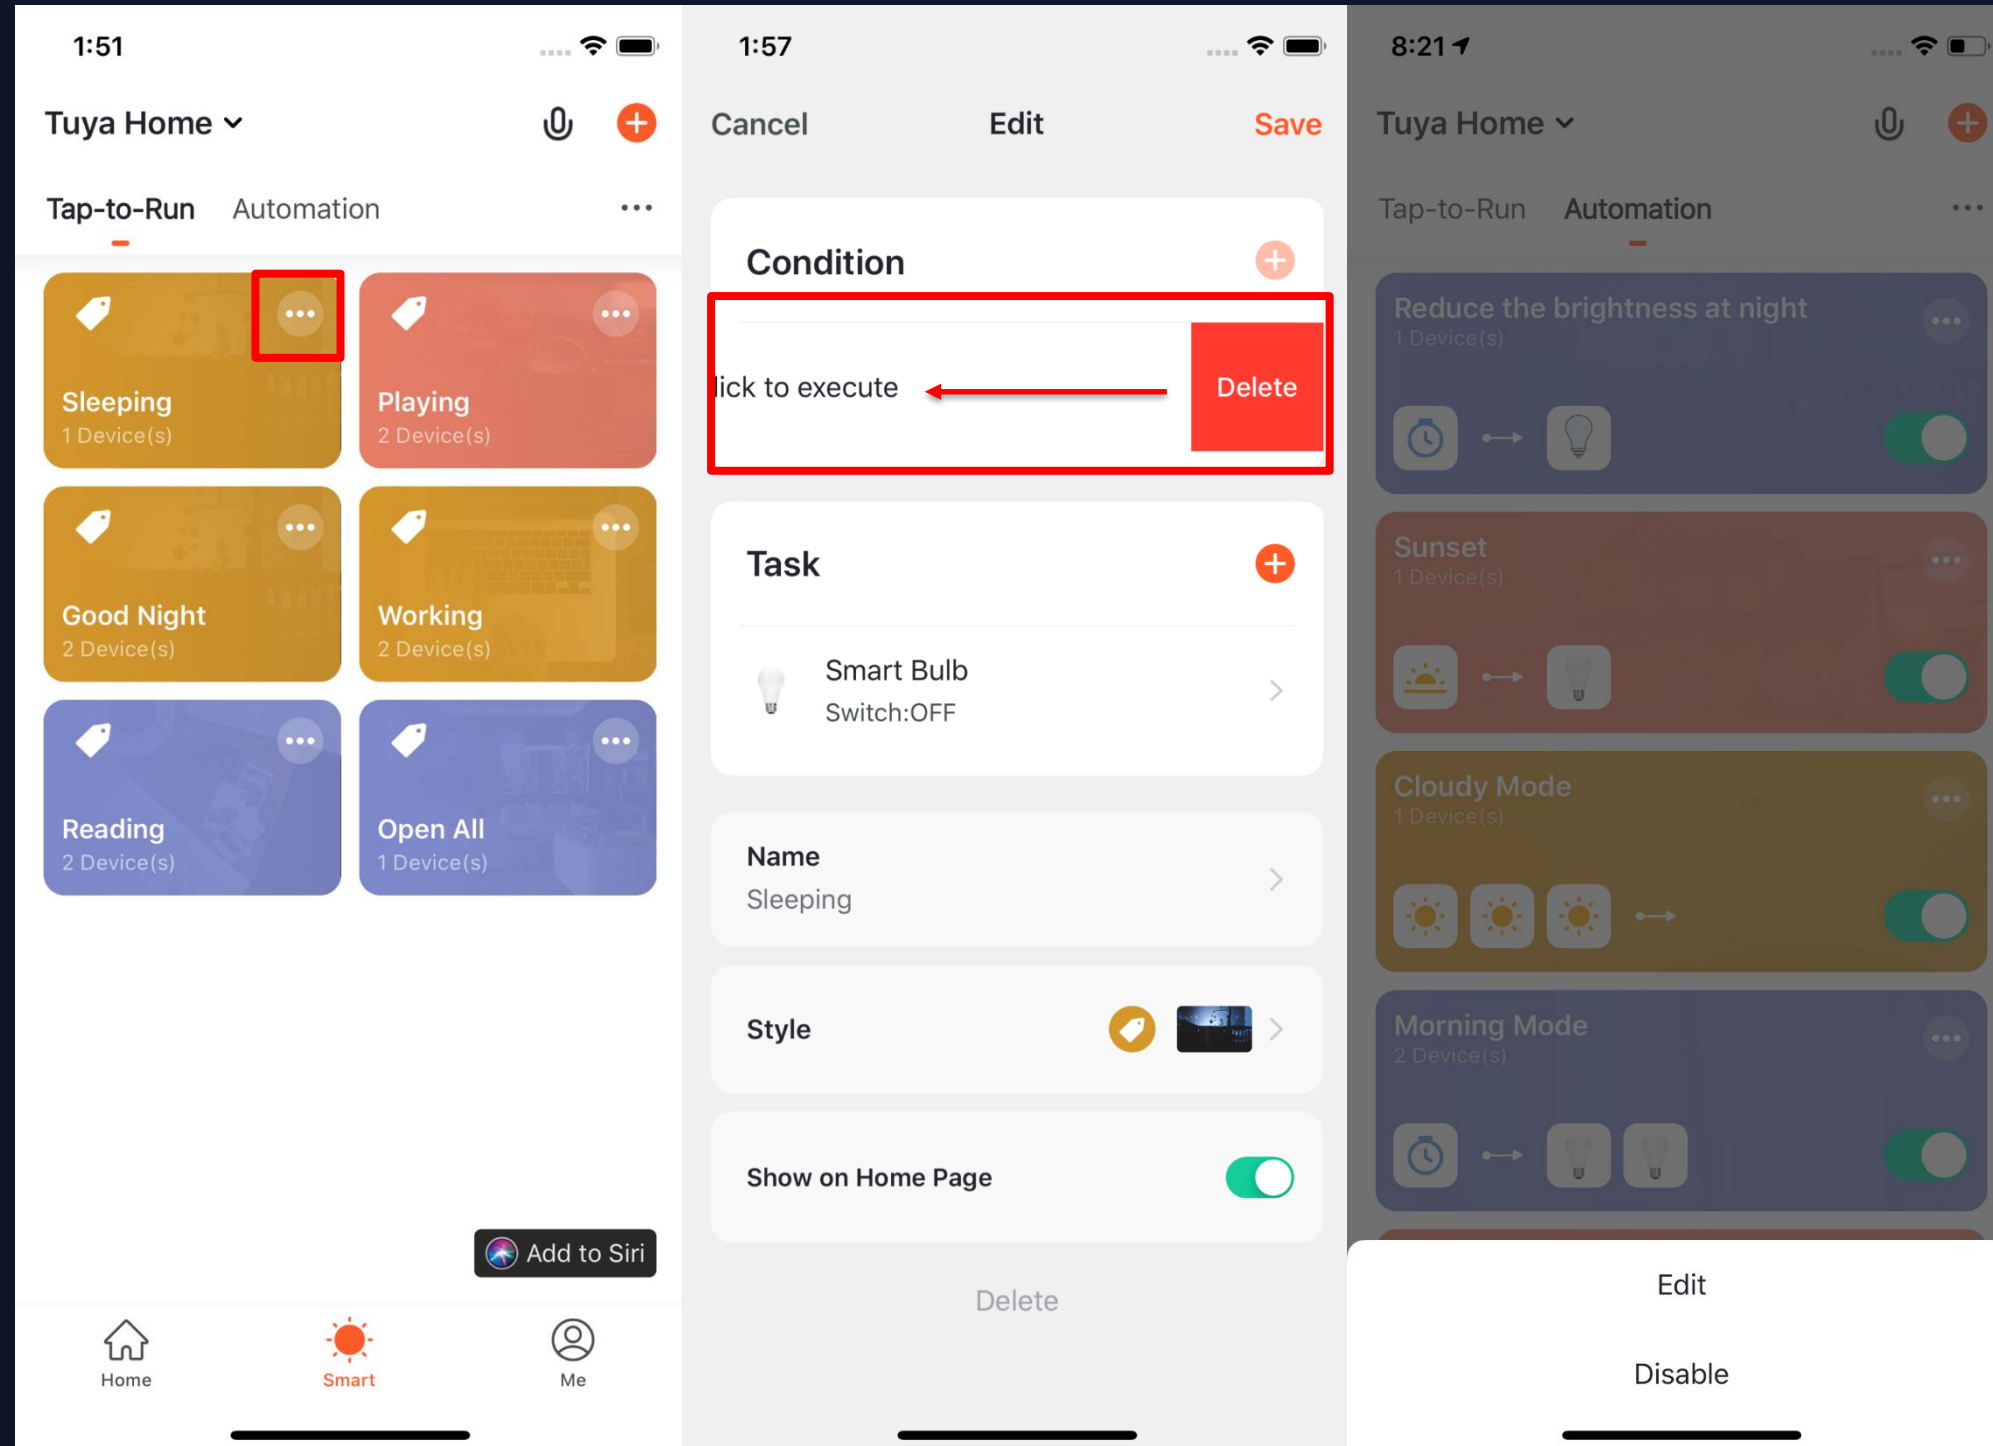 1:51
Tuya Home
Tap-to-Run Automation
Sleeping
1 Device(s)
Playing
2 Device(s)
Good Night
2 Device(s)
Working
2 Device(s)
Reading
2 Device(s)
Open All
1 Device(s)
Add to Siri
Home
Smart
Me
1:57
Cancel Edit Save
Condition
lick to execute
Delete
Task
Smart Bulb
Switch:OFF
Name
Sleeping
Style
Show on Home Page
Delete
8:21
Tuya Home
Tap-to-Run Automation
Reduce the brightness at night
1 Device(s)
Sunset
1 Device(s)
Cloudy Mode
1 Device(s)
Morning Mode
2 Device(s)
Edit
Disable